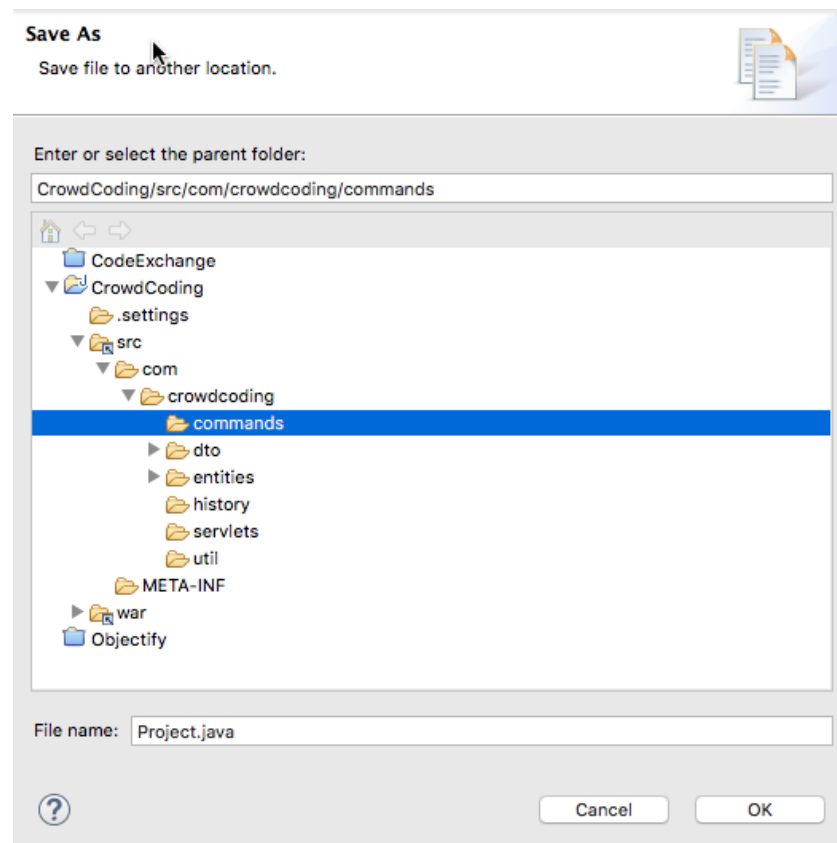 Save As
Save file to another location.
Enter or select the parent folder:
CrowdCoding/src/com/crowdcoding/commands
CodeExchange
CrowdCoding
.settings
src
com
crowdcoding
commands
dto
entities
history
servlets
util
META-INF
war
Objectify
File name: Project.java
? Cancel OK